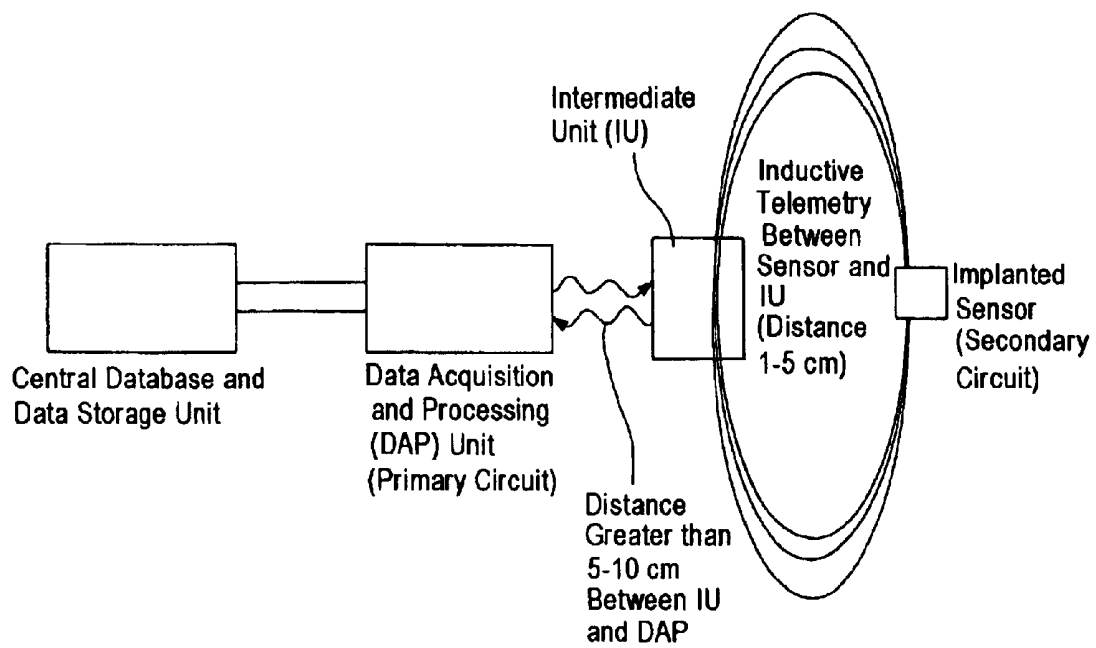 Intermediate
Unit (IU)
Inductive
Telemetry
Between
Sensor and
IU
(Distance
1-5 cm)
Implanted
Sensor
(Secondary
Circuit)
Central Database and
Data Storage Unit
Data Acquisition
and Processing
(DAP) Unit
(Primary Circuit)
Distance
Greater than
5-10 cm
Between IU
and DAP